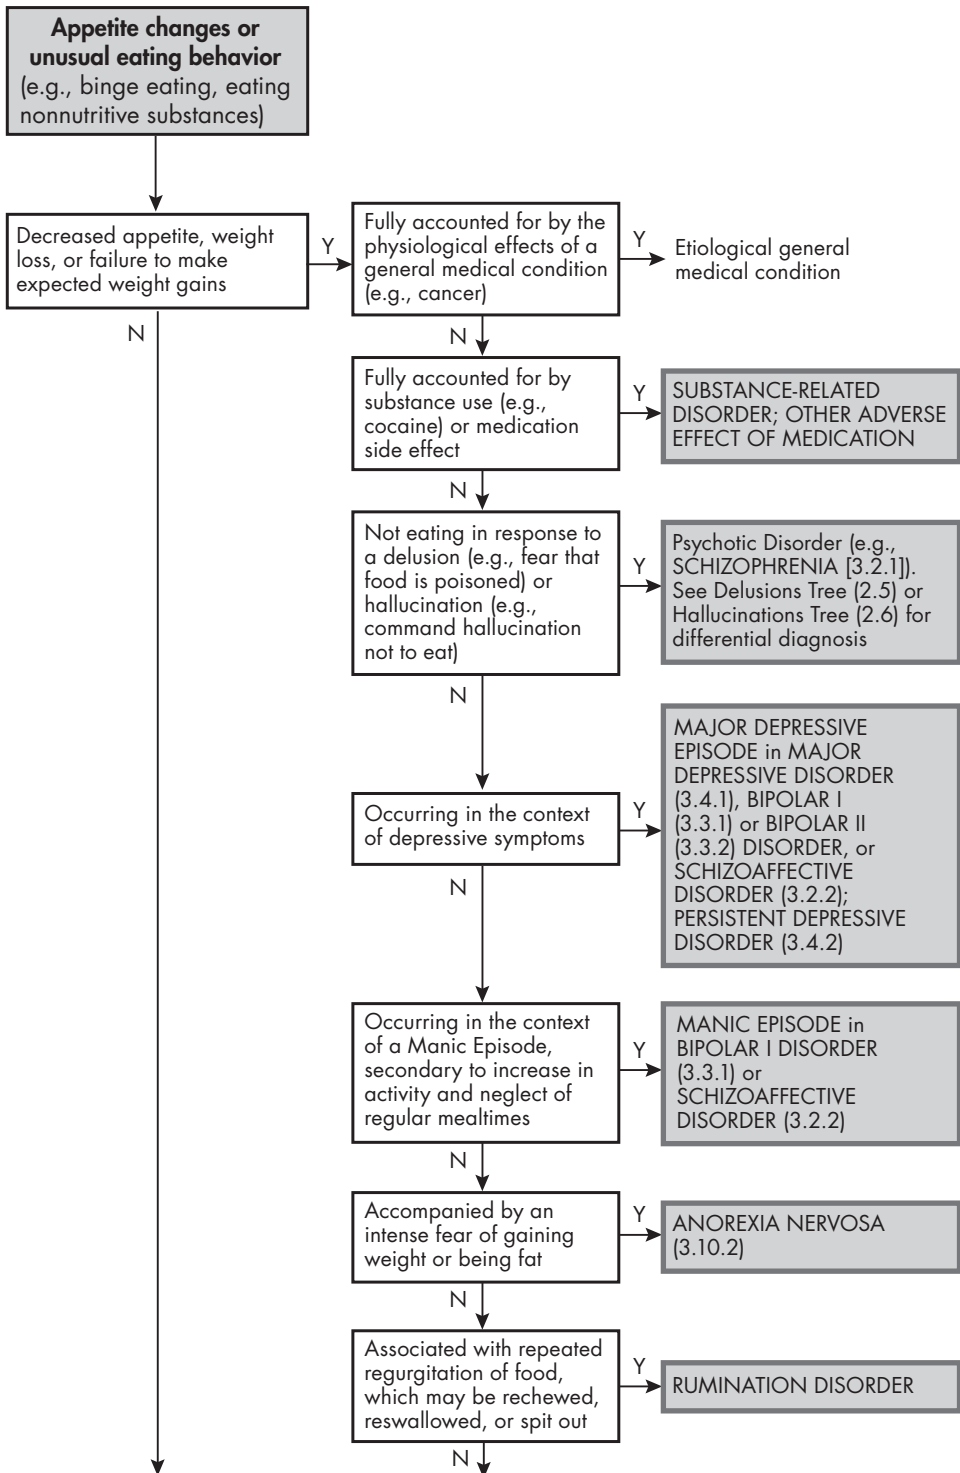 Appetite changes or
unusual eating behavior
(e.g., binge eating, eating
nonnutritive substances)
Decreased appetite, weight
loss, or failure to make
expected weight gains
Y
N
Fully accounted for by the
physiological effects of a
general medical condition
(e.g., cancer)
Y
Etiological general
medical condition
N
Fully accounted for by
substance use (e.g.,
cocaine) or medication
side effect
Y
SUBSTANCE-RELATED
DISORDER; OTHER ADVERSE
EFFECT OF MEDICATION
N
Not eating in response to
a delusion (e.g., fear that
food is poisoned) or
hallucination (e.g.,
command hallucination
not to eat)
Y
Psychotic Disorder (e.g.,
SCHIZOPHRENIA [3.2.1]).
See Delusions Tree (2.5) or
Hallucinations Tree (2.6) for
differential diagnosis
N
Occurring in the context
of depressive symptoms
Y
MAJOR DEPRESSIVE
EPISODE in MAJOR
DEPRESSIVE DISORDER
(3.4.1), BIPOLAR I
(3.3.1) or BIPOLAR II
(3.3.2) DISORDER, or
SCHIZOAFFECTIVE
DISORDER (3.2.2);
PERSISTENT DEPRESSIVE
DISORDER (3.4.2)
N
Occurring in the context
of a Manic Episode,
secondary to increase in
activity and neglect of
regular mealtimes
Y
MANIC EPISODE in
BIPOLAR I DISORDER
(3.3.1) or
SCHIZOAFFECTIVE
DISORDER (3.2.2)
N
Accompanied by an
intense fear of gaining
weight or being fat
Y
ANOREXIA NERVOSA
(3.10.2)
N
Associated with repeated
regurgitation of food,
which may be rechewed,
reswallowed, or spit out
Y
RUMINATION DISORDER
N